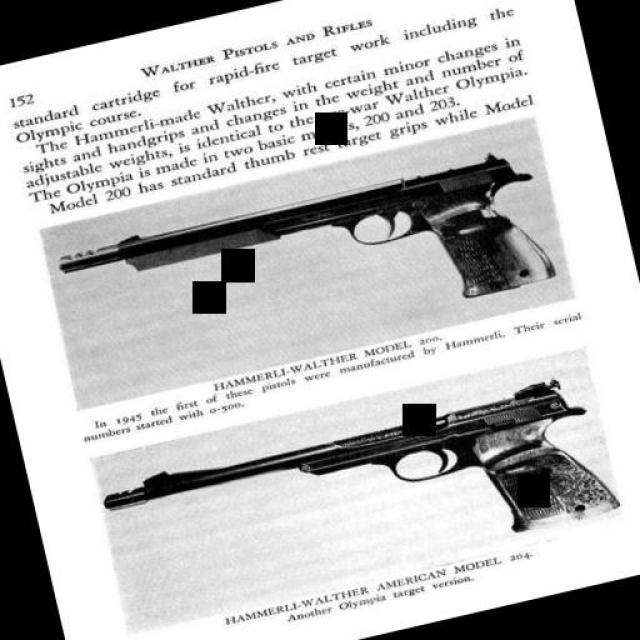 152 WALTHER PISTOLS AND RIFLES
standard cartridge for rapid-fire target work including the
Olympic course.
The Hammerli-made Walther, with certain minor changes in
sights and handgrips and changes in the weight and number of
adjustable weights, is identical to the Walther Olympia.
The Olympia is made in two basic 200 and 203.
Model 200 has standard thumb rest target grips while Model
HAMMERLI-WALTHER MODEL 200.
In 1945 the first of these pistols were manufactured by Hammerli. Their serial
numbers started with 0-500.
HAMMERLI-WALTHER AMERICAN MODEL 204.
Another Olympia target version.